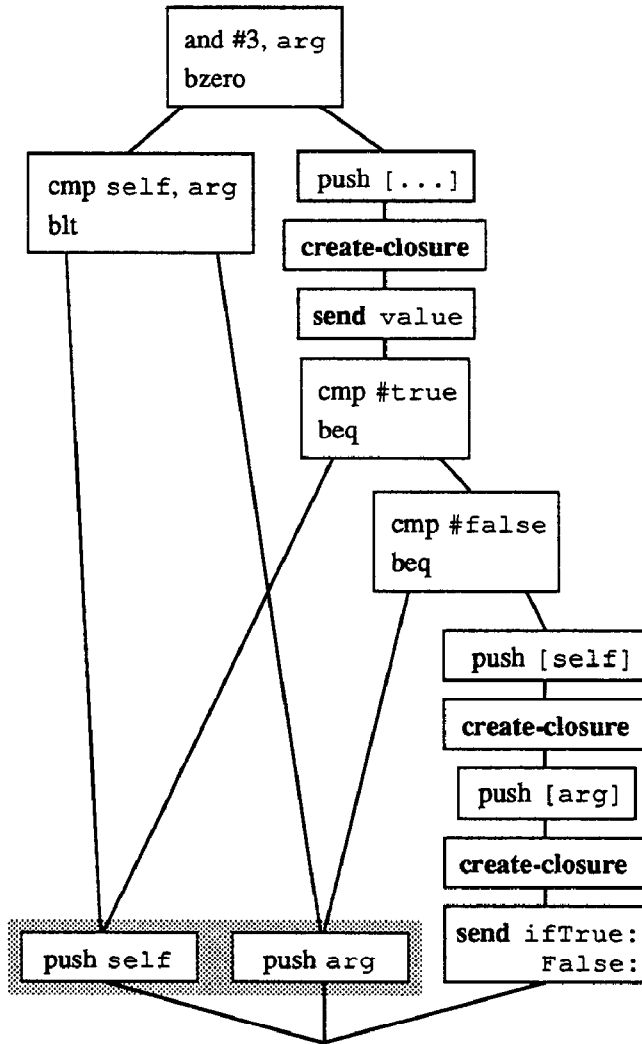 and #3, arg
bzero
cmp self, arg
blt
push [...]
create-closure
send value
cmp #true
beq
cmp #false
beq
push [self]
create-closure
push [arg]
create-closure
send ifTrue:
False:
push self
push arg